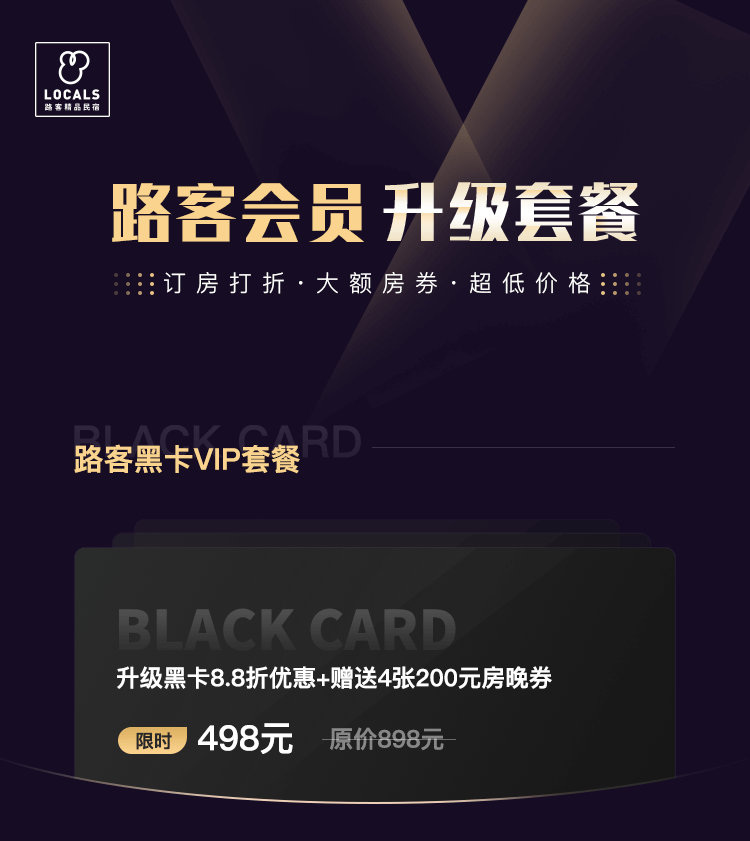 LOCALS
路客精品民宿
路客会员 升级套餐
订房打折·大额房券·超低价格
BLACK CARD
路客黑卡VIP套餐
BLACK CARD
升级黑卡8.8折优惠+赠送4张200元房晚券
限时 498元 原价898元